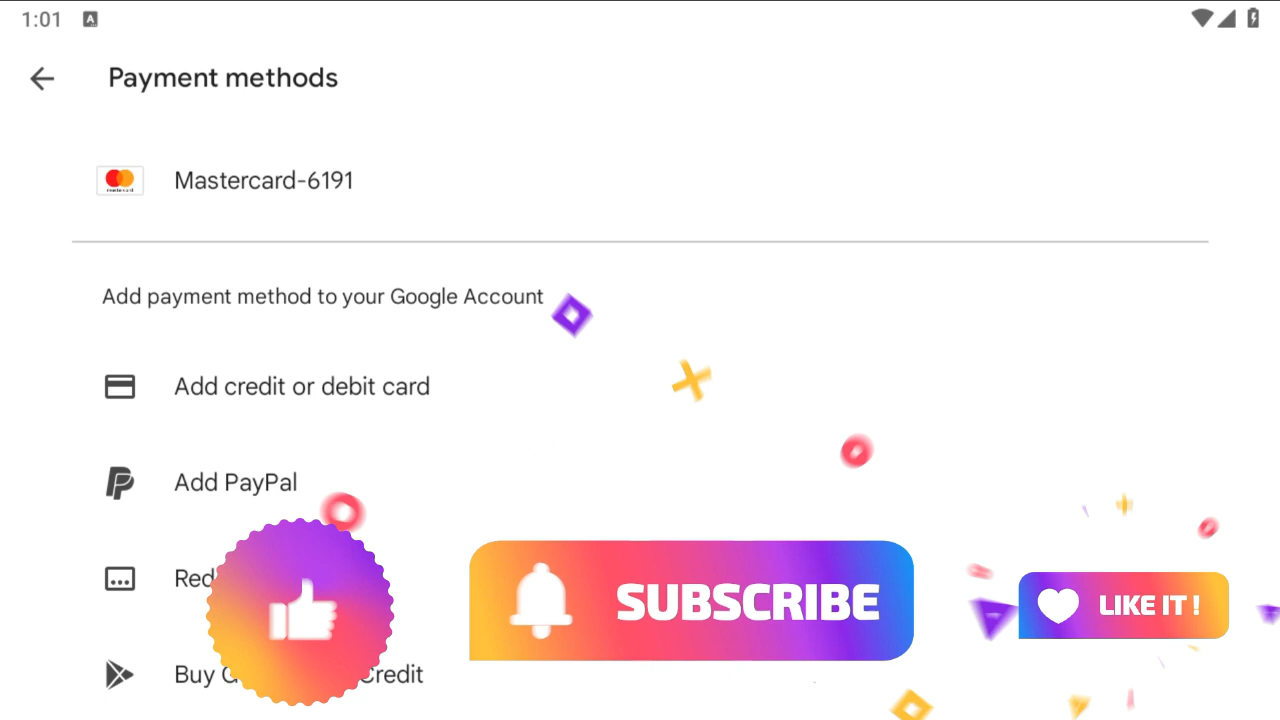 1:01
Payment methods
Mastercard-6191
Add payment method to your Google Account
Add credit or debit card
Add PayPal
SUBSCRIBE
LIKE IT !
Buy Credit